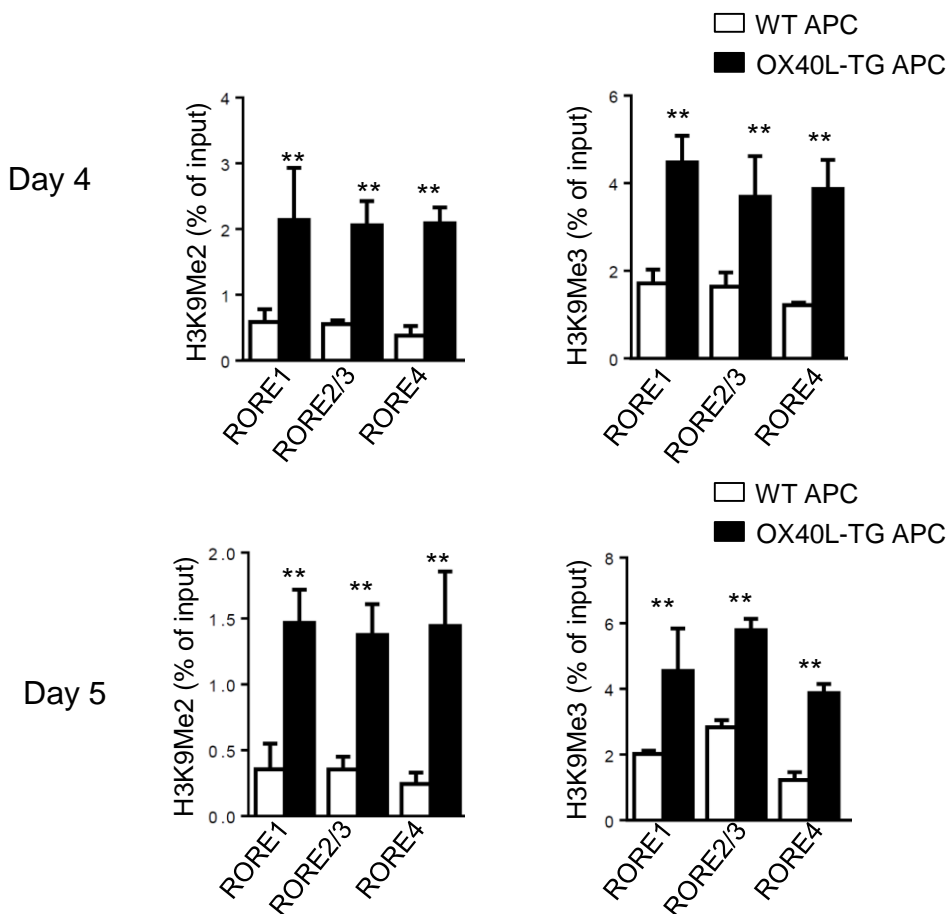 WT APC
OX40L-TG APC
Day 4
H3K9Me2 (% of input)
4
3
2
1
0
** ** **
RORE1 RORE2/3 RORE4
H3K9Me3 (% of input)
6
4
2
0
** ** **
RORE1 RORE2/3 RORE4
WT APC
OX40L-TG APC
Day 5
H3K9Me2 (% of input)
2.0
1.5
1.0
0.5
0.0
** ** **
RORE1 RORE2/3 RORE4
H3K9Me3 (% of input)
8
6
4
2
0
** ** **
RORE1 RORE2/3 RORE4